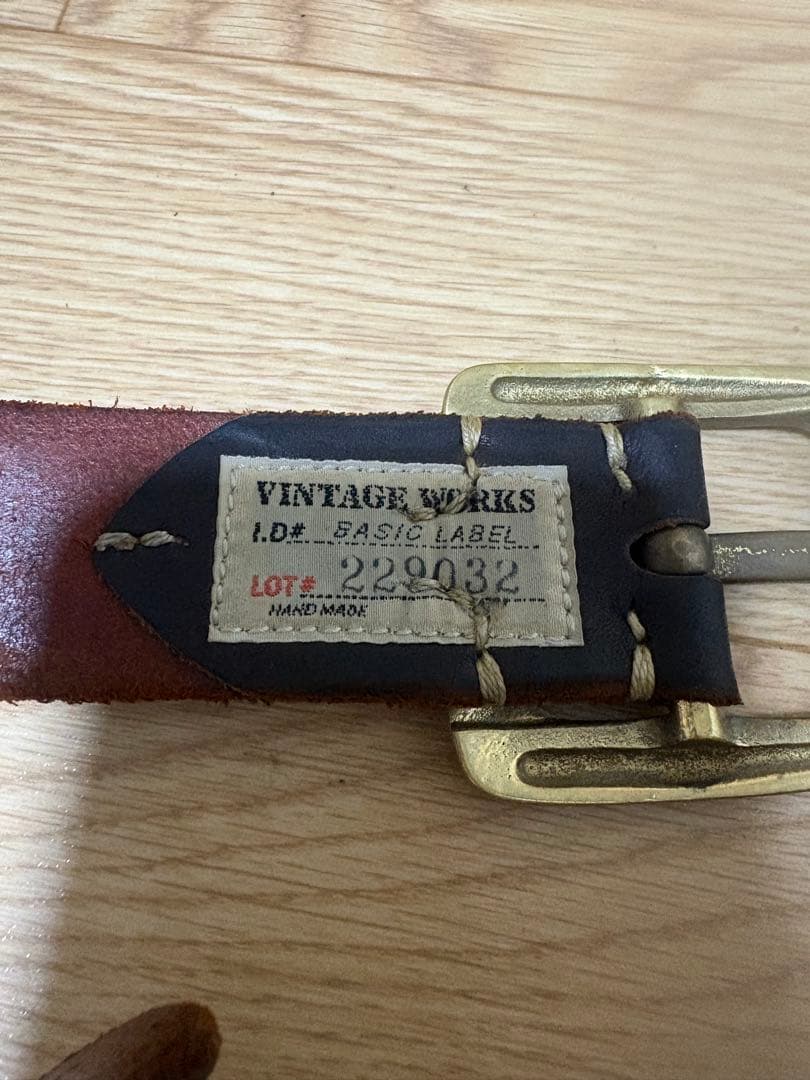 VINTAGE WORKS
I.D# BASIC LABEL
LOT# 229032
HAND MADE